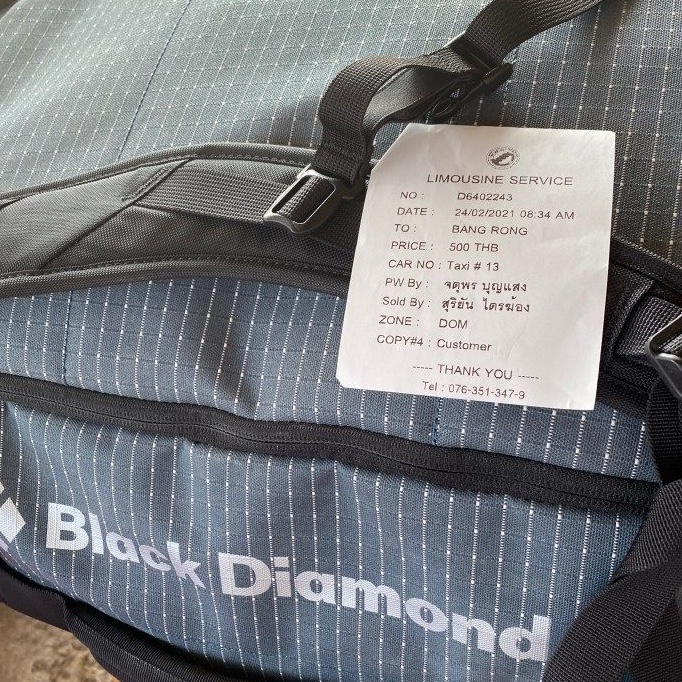 LIMOUSINE SERVICE
NO : D6402243
DATE : 24/02/2021 08:34 AM
TO : BANG RONG
PRICE : 500 THB
CAR NO : Taxi # 13
PW By : จตุพร บุญแสง
Sold By : สุริยัน ไตรฆ้อง
ZONE : DOM
COPY#4 : Customer
----- THANK YOU -----
Tel : 076-351-347-9
Black Diamond